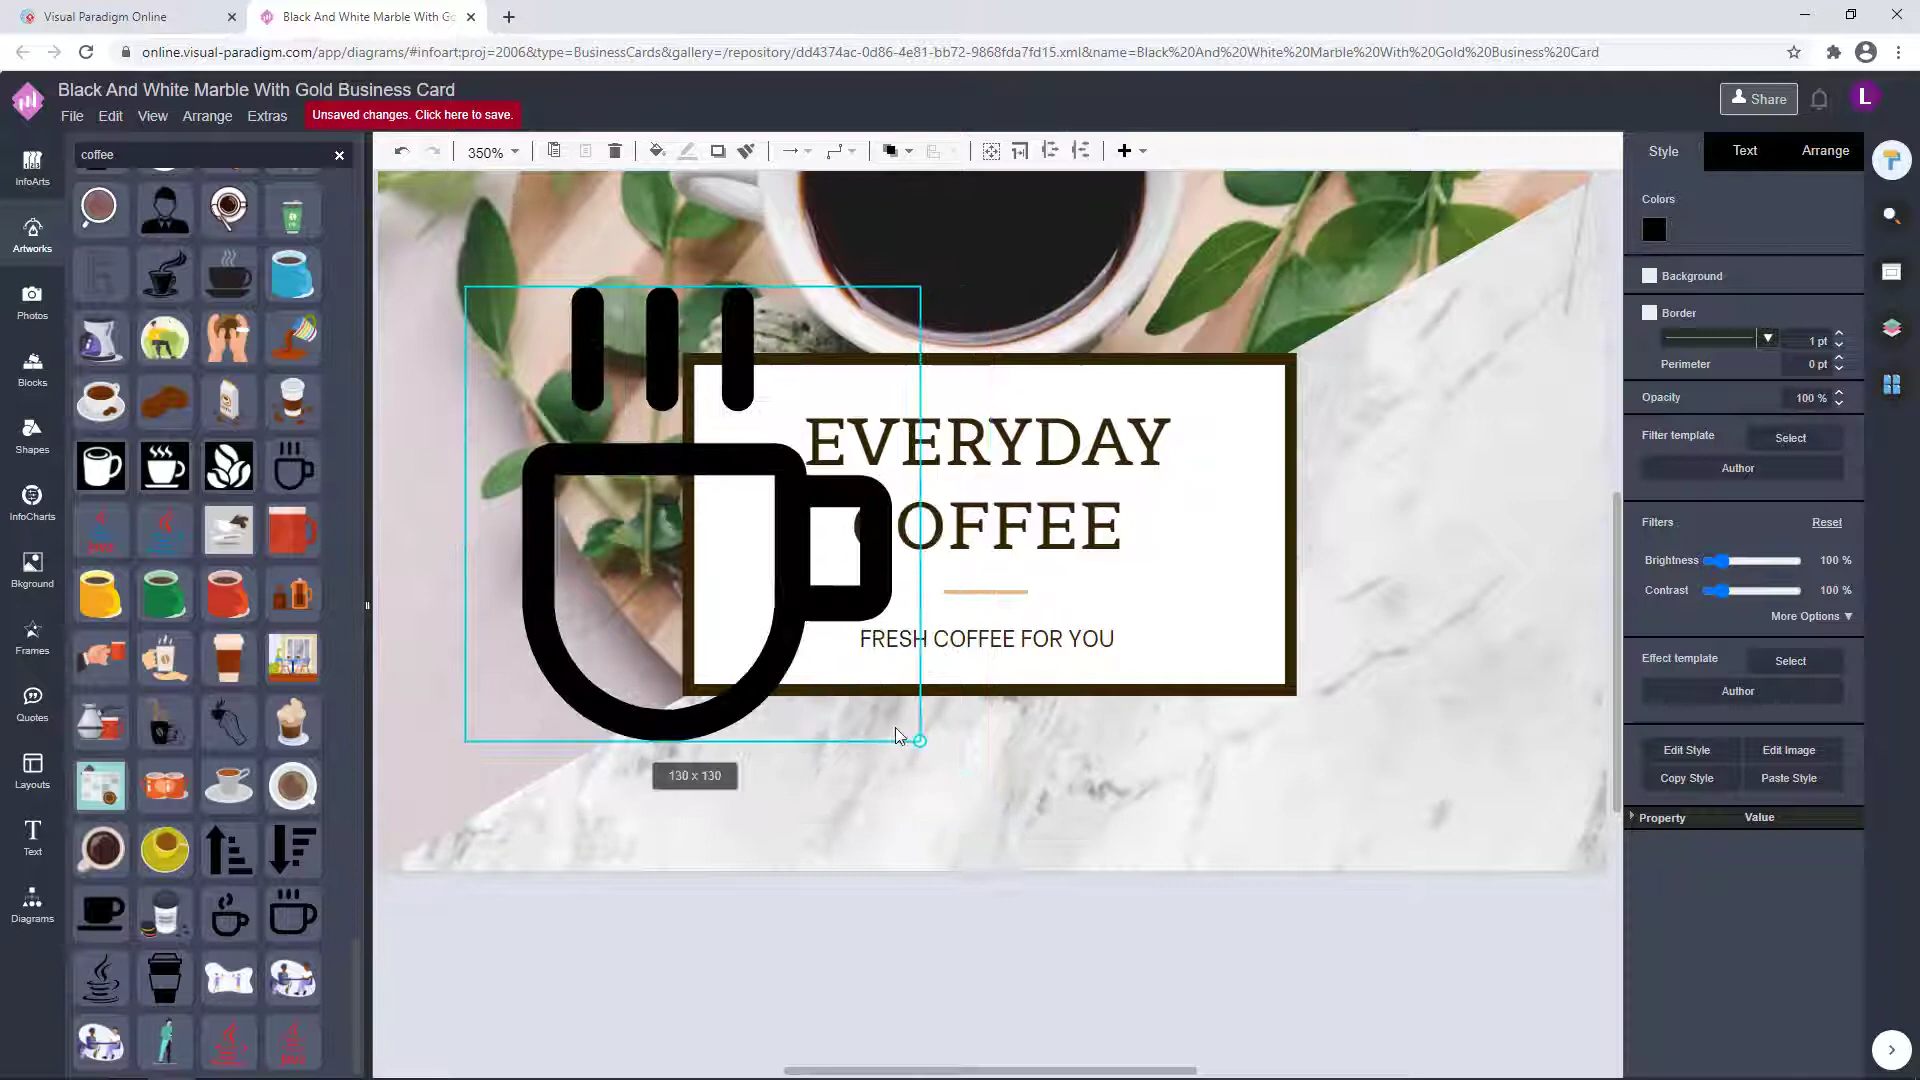 Visual Paradigm Online
Black And White Marble With Go
online.visual-paradigm.com/app/diagrams/#infoart:proj=2006&type=BusinessCards&gallery=/repository/dd4374ac-0d86-4e81-bb72-9868fda7fd15.xml&name=Black%20And%20White%20Marble%20With%20Gold%20Business%20Card
Black And White Marble With Gold Business Card
File Edit View Arrange Extras Unsaved changes. Click here to save.
Share
L
InfoArts
Artworks
Photos
Blocks
Shapes
InfoCharts
Bkground
Frames
Quotes
Layouts
Text
Diagrams
coffee
350%
EVERYDAY
COFFEE
FRESH COFFEE FOR YOU
130 x 130
Style Text Arrange
Colors
Background
Border
1 pt
Perimeter 0 pt
Opacity 100 %
Filter template Select
Author
Filters Reset
Brightness 100 %
Contrast 100 %
More Options
Effect template Select
Author
Edit Style Edit Image
Copy Style Paste Style
Property Value